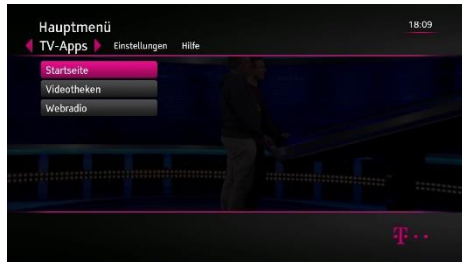 Hauptmenü
18:09
TV-Apps Einstellungen Hilfe
Startseite
Videotheken
Webradio
T